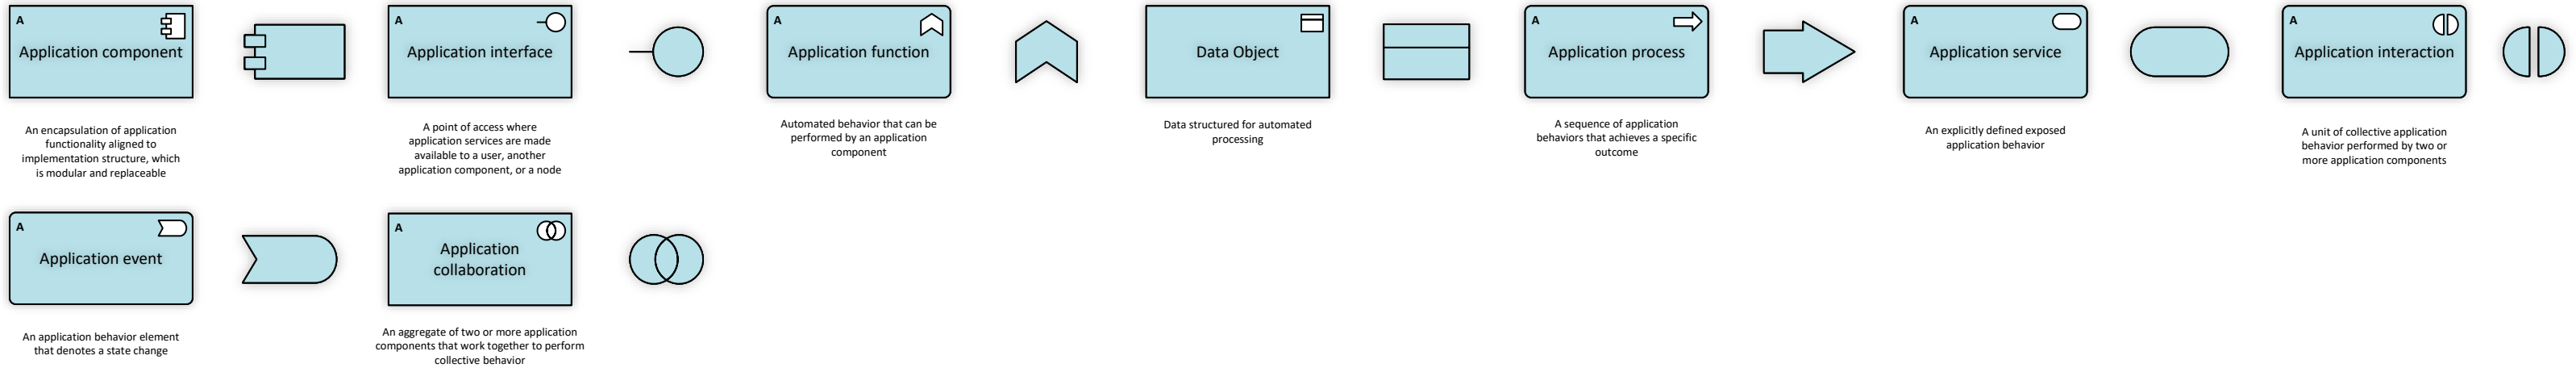 A
Application component
An encapsulation of application
functionality aligned to
implementation structure, which
is modular and replaceable
A
Application interface
A point of access where
application services are made
available to a user, another
application component, or a node
A
Application function
Automated behavior that can be
performed by an application
component
Data Object
Data structured for automated
processing
A
Application process
A sequence of application
behaviors that achieves a specific
outcome
A
Application service
An explicitly defined exposed
application behavior
A
Application interaction
A unit of collective application
behavior performed by two or
more application components
A
Application event
An application behavior element
that denotes a state change
A
Application
collaboration
An aggregate of two or more application
components that work together to perform
collective behavior